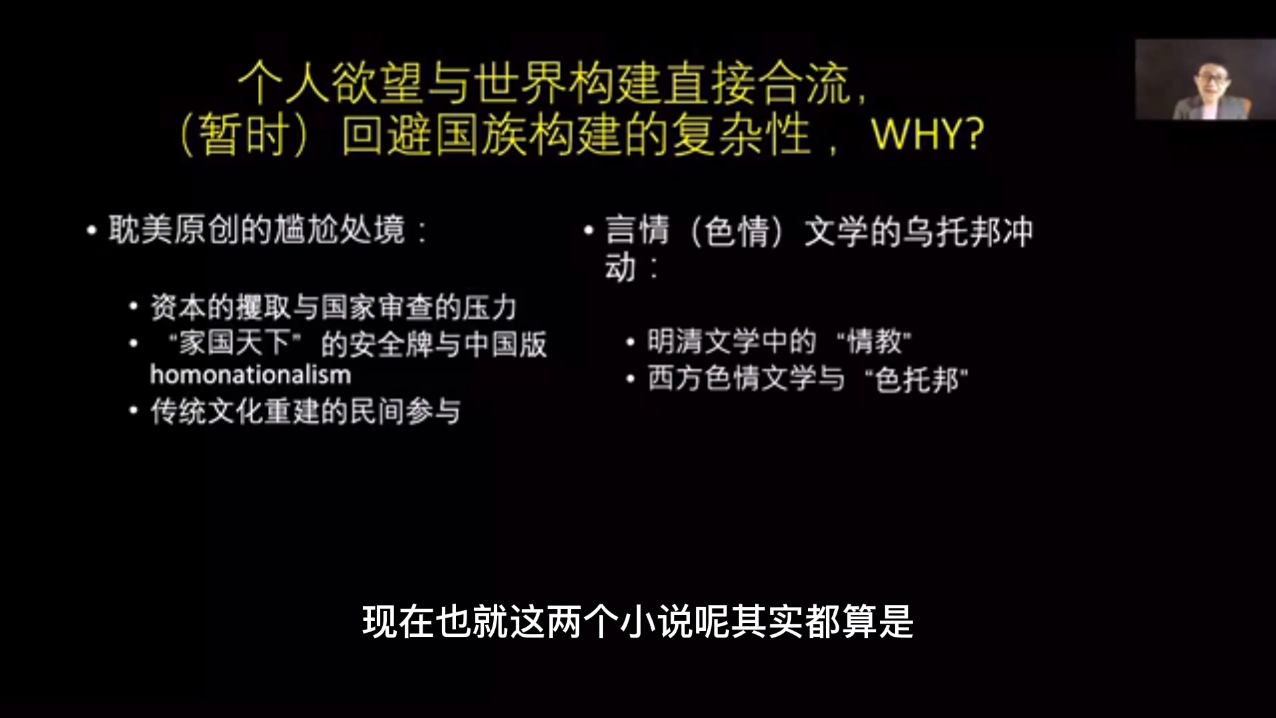 个人欲望与世界构建直接合流，
（暂时）回避国族构建的复杂性，WHY?
• 耽美原创的尴尬处境：
• 资本的攫取与国家审查的压力
• “家国天下”的安全牌与中国版
homonationalism
• 传统文化重建的民间参与
• 言情（色情）文学的乌托邦冲
动：
• 明清文学中的“情教”
• 西方色情文学与“色托邦”
现在也就这两个小说呢其实都算是